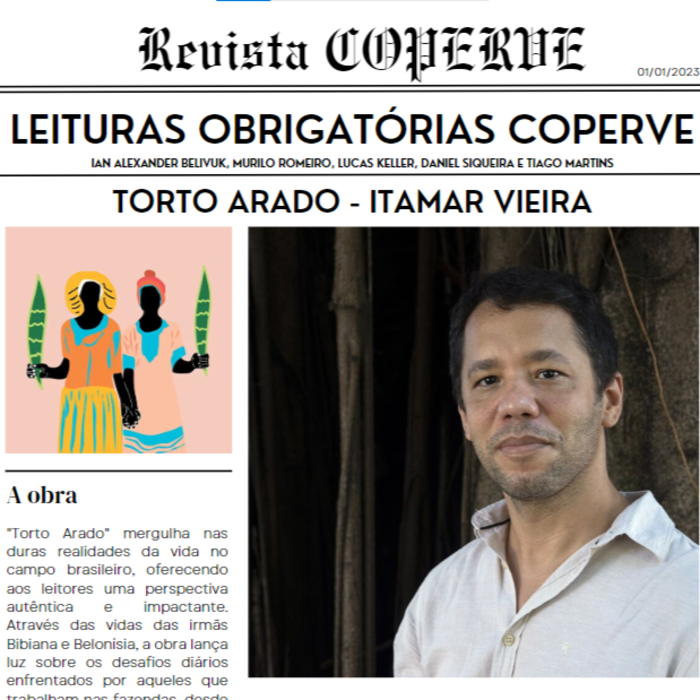 Revista COPERVE
01/01/2023
LEITURAS OBRIGATÓRIAS COPERVE
IAN ALEXANDER BELIVUK, MURILO ROMEIRO, LUCAS KELLER, DANIEL SIQUEIRA E TIAGO MARTINS
TORTO ARADO - ITAMAR VIEIRA
A obra
"Torto Arado" mergulha nas
duras realidades da vida no
campo brasileiro, oferecendo
aos leitores uma perspectiva
autêntica e impactante.
Através das vidas das irmãs
Bibiana e Belonísia, a obra lança
luz sobre os desafios diários
enfrentados por aqueles que
trabalham nas fazendas, desde